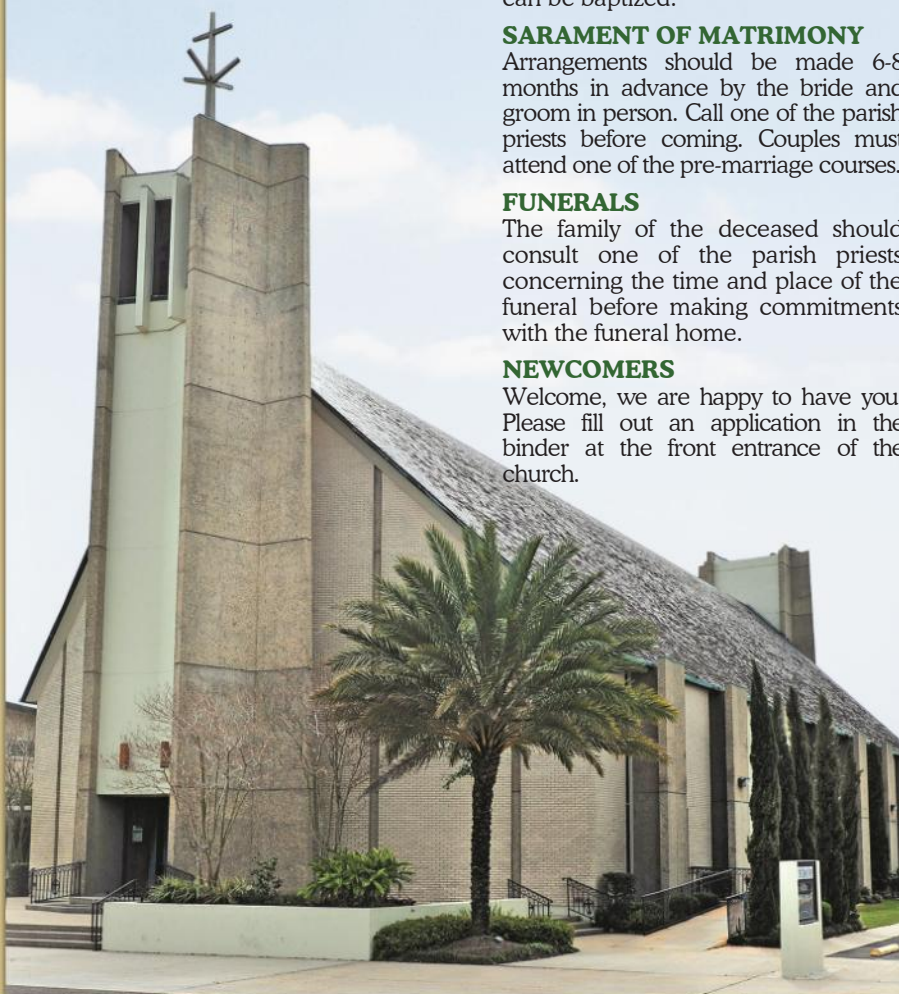 can be baptized.
SARAMENT OF MATRIMONY
Arrangements should be made 6-8
months in advance by the bride and
groom in person. Call one of the parish
priests before coming. Couples must
attend one of the pre-marriage courses.
FUNERALS
The family of the deceased should
consult one of the parish priests
concerning the time and place of the
funeral before making commitments
with the funeral home.
NEWCOMERS
Welcome, we are happy to have you
Please fill out an application in the
binder at the front entrance of the
church.